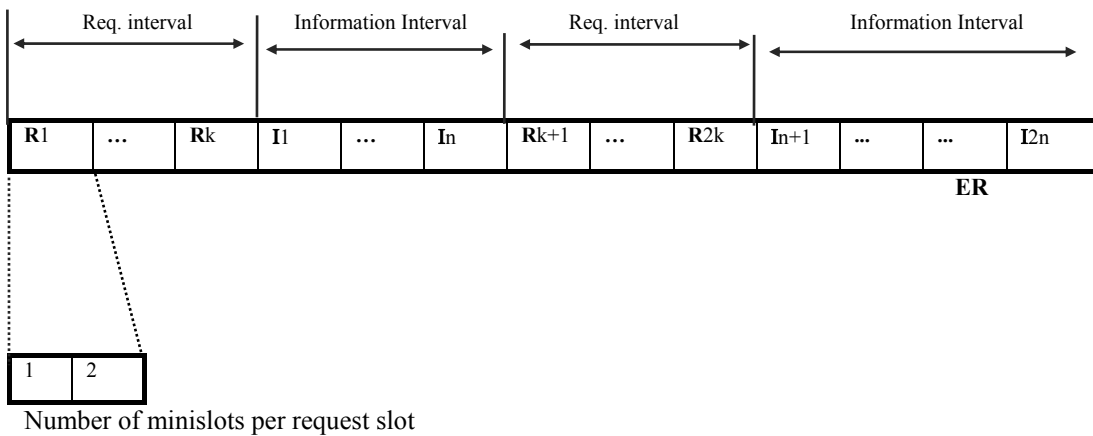 Req. interval Information Interval Req. interval Information Interval
R1 ... Rk I1 ... In Rk+1 ... R2k In+1 ... ... I2n
ER
1 2
Number of minislots per request slot